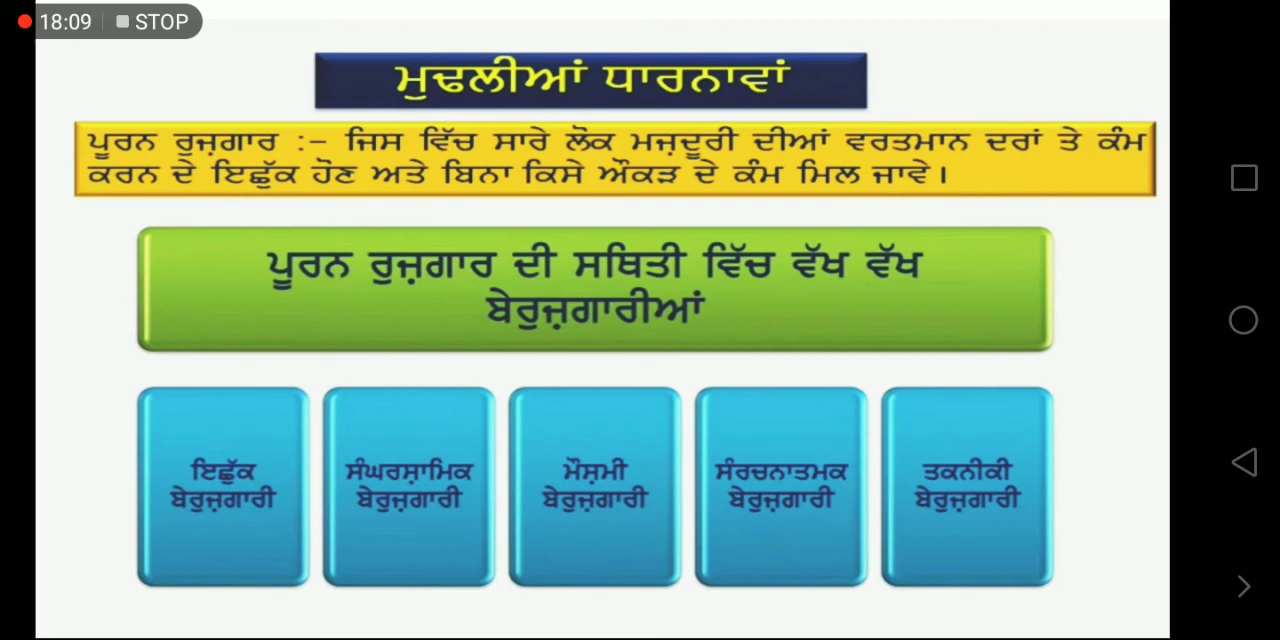 18:09 STOP
ਮੁਢਲੀਆਂ ਧਾਰਨਾਵਾਂ
ਪੂਰਨ ਰੁਜ਼ਗਾਰ :– ਜਿਸ ਵਿੱਚ ਸਾਰੇ ਲੋਕ ਮਜ਼ਦੂਰੀ ਦੀਆਂ ਵਰਤਮਾਨ ਦਰਾਂ ਤੇ ਕੰਮ
ਕਰਨ ਦੇ ਇਛੁੱਕ ਹੋਣ ਅਤੇ ਬਿਨਾ ਕਿਸੇ ਔਕੜ ਦੇ ਕੰਮ ਮਿਲ ਜਾਵੇ।
ਪੂਰਨ ਰੁਜ਼ਗਾਰ ਦੀ ਸਥਿਤੀ ਵਿੱਚ ਵੱਖ ਵੱਖ
ਬੇਰੁਜ਼ਗਾਰੀਆਂ
ਇਛੁੱਕ
ਬੇਰੁਜ਼ਗਾਰੀ
ਸੰਘਰਸ਼ਾਮਿਕ
ਬੇਰੁਜ਼ਗਾਰੀ
ਮੌਸ਼ਮੀ
ਬੇਰੁਜ਼ਗਾਰੀ
ਸੰਰਚਨਾਤਮਕ
ਬੇਰੁਜ਼ਗਾਰੀ
ਤਕਨੀਕੀ
ਬੇਰੁਜ਼ਗਾਰੀ